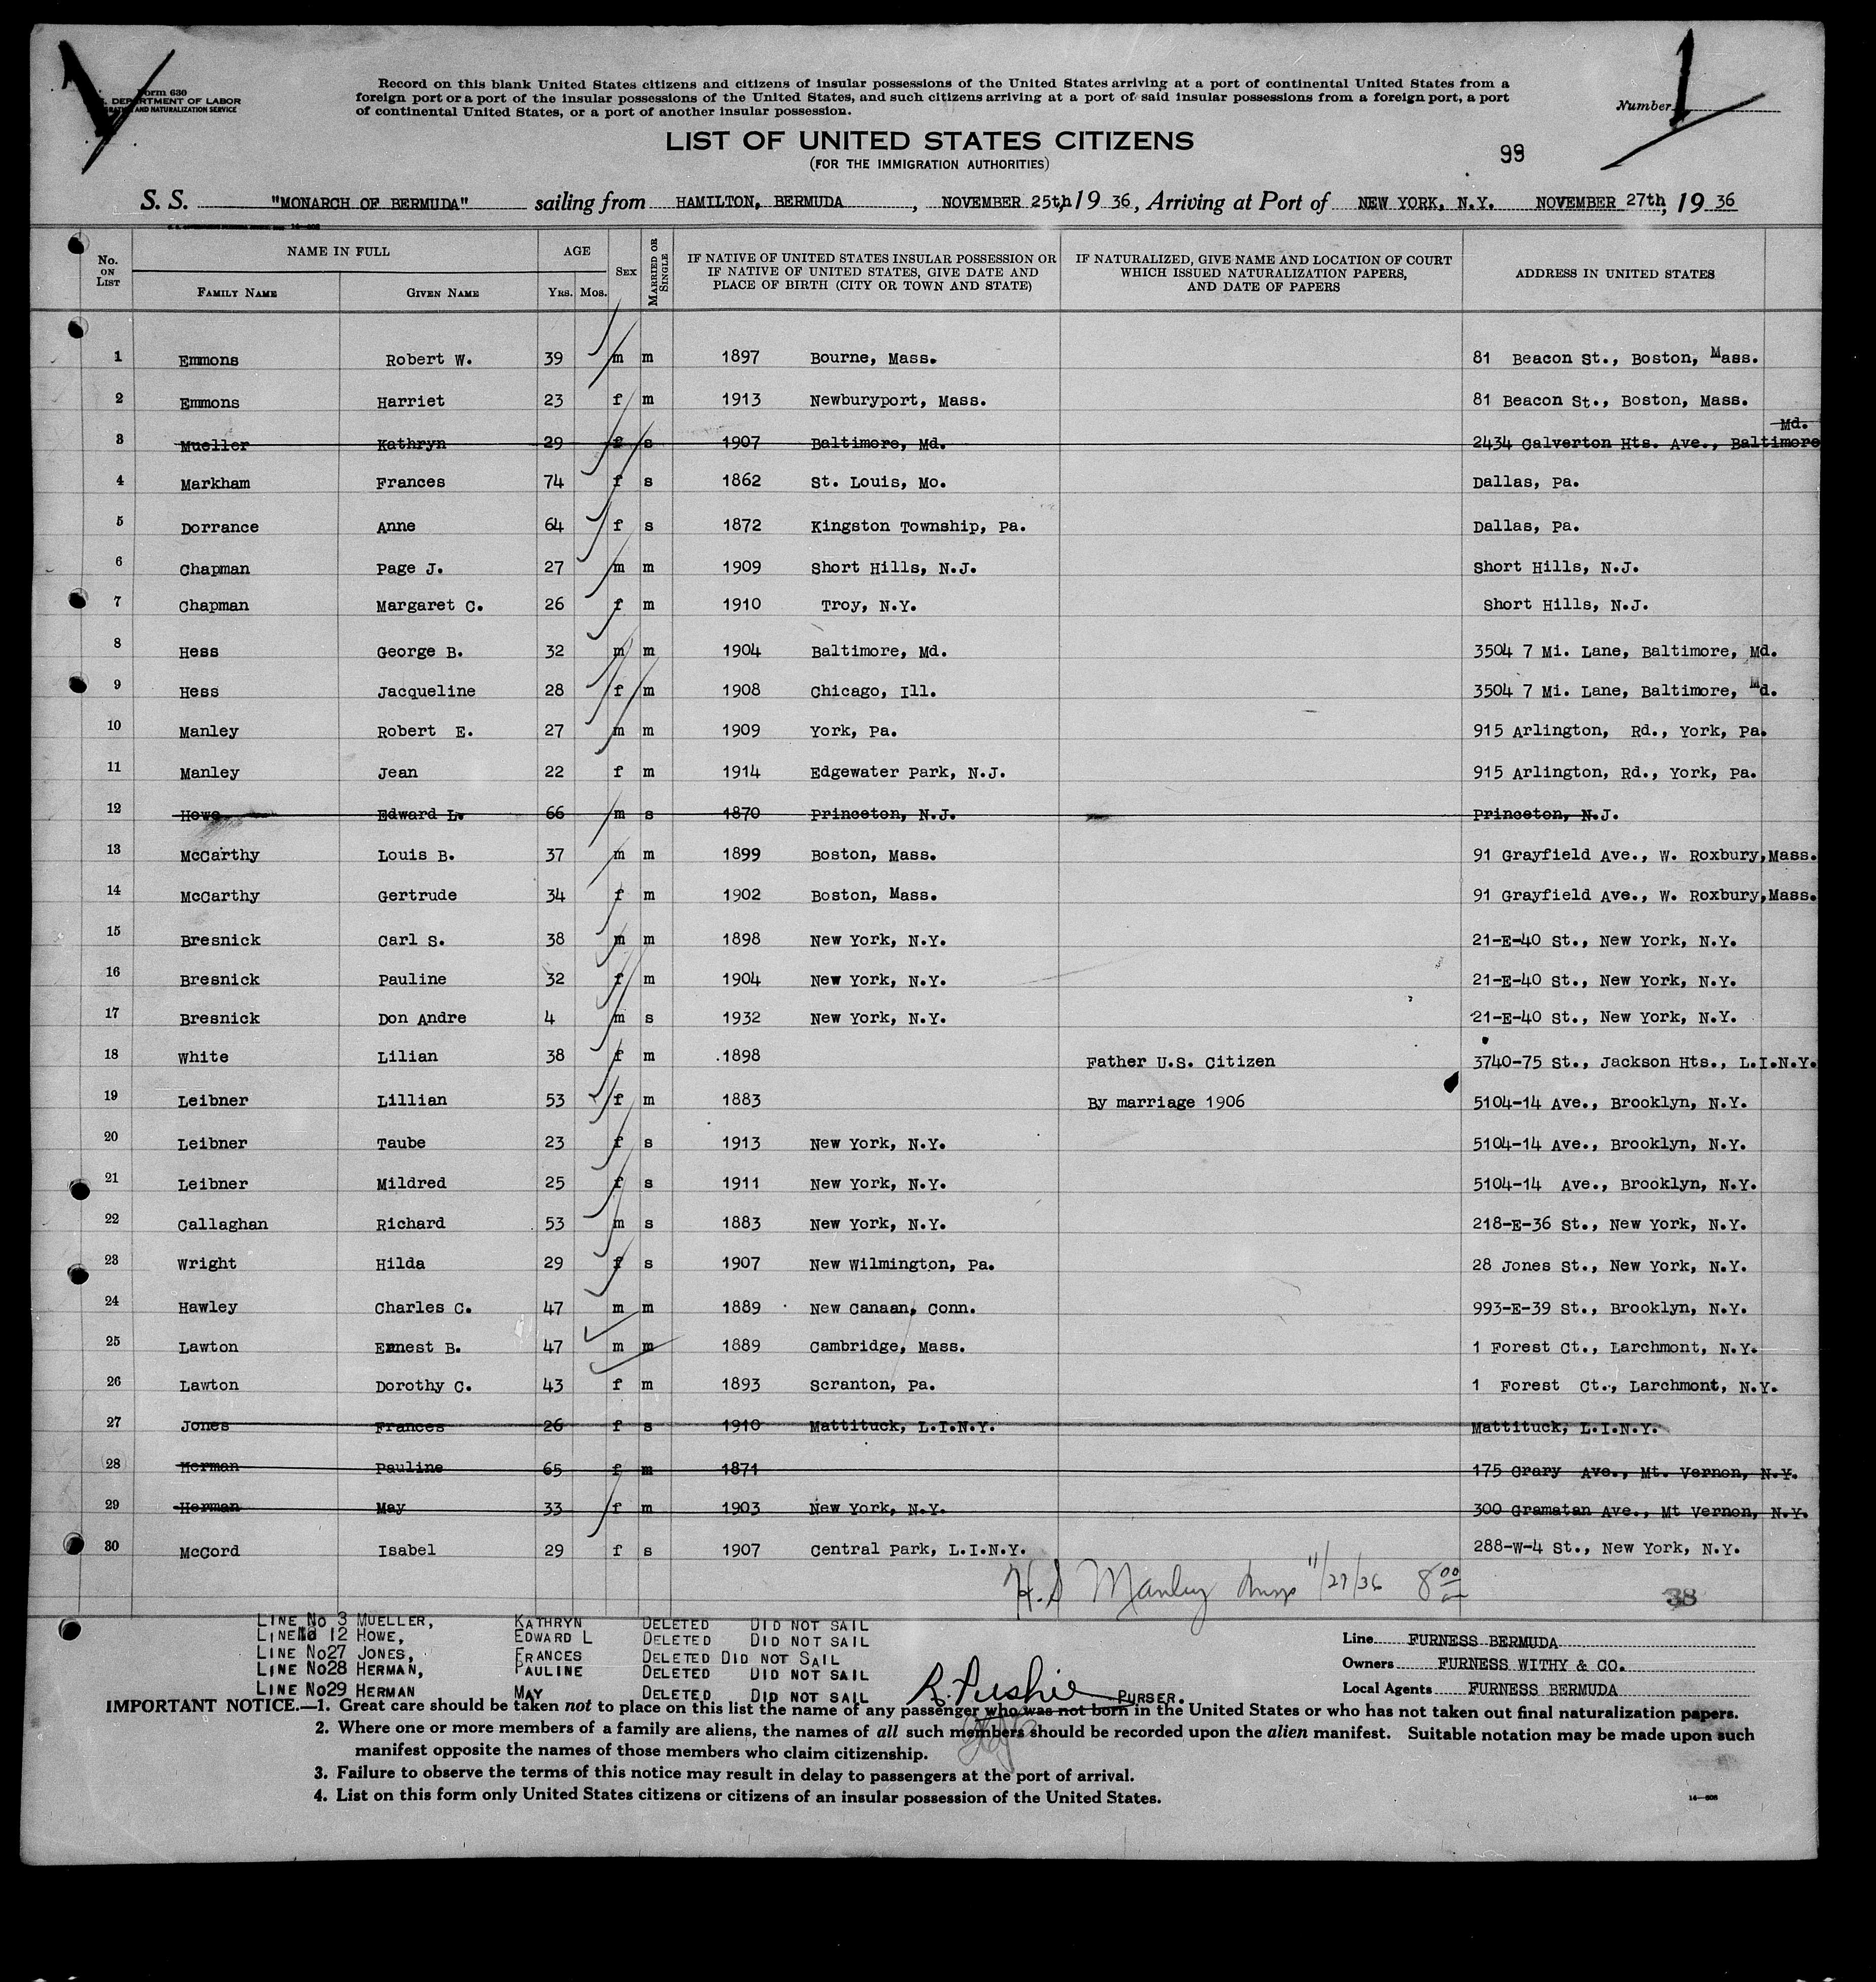 Form 630
DEPARTMENT OF LABOR
AND NATURALIZATION SERVICE
Record on this blank United States citizens and citizens of insular possessions of the United States arriving at a port of continental United States from a
foreign port or a port of the insular possessions of the United States, and such citizens arriving at a port of said insular possessions from a foreign port, a port
of continental United States, or a port of another insular possession.
Number 1
LIST OF UNITED STATES CITIZENS
(FOR THE IMMIGRATION AUTHORITIES)
99
S. S. "MONARCH OF BERMUDA" sailing from HAMILTON, BERMUDA, NOVEMBER 25th, 19 36, Arriving at Port of NEW YORK, N.Y. NOVEMBER 27th, 19 36
No. ON LIST NAME IN FULL FAMILY NAME GIVEN NAME AGE YRS. MOS. SEX MARRIED OR SINGLE IF NATIVE OF UNITED STATES INSULAR POSSESSION OR IF NATIVE OF UNITED STATES, GIVE DATE AND PLACE OF BIRTH (CITY OR TOWN AND STATE) IF NATURALIZED, GIVE NAME AND LOCATION OF COURT WHICH ISSUED NATURALIZATION PAPERS, AND DATE OF PAPERS ADDRESS IN UNITED STATES
1 Emmons Robert W. 39 m m 1897 Bourne, Mass. 81 Beacon St., Boston, Mass.
2 Emmons Harriet 23 f m 1913 Newburyport, Mass. 81 Beacon St., Boston, Mass.
3 Mueller Kathryn 29 f s 1907 Baltimore, Md. 2434 Calverton Hts. Ave., Baltimore Md.
4 Markham Frances 74 f s 1862 St. Louis, Mo. Dallas, Pa.
5 Dorrance Anne 64 f s 1872 Kingston Township, Pa. Dallas, Pa.
6 Chapman Page J. 27 m m 1909 Short Hills, N.J. Short Hills, N.J.
7 Chapman Margaret C. 26 f m 1910 Troy, N.Y. Short Hills, N.J.
8 Hess George B. 32 m m 1904 Baltimore, Md. 3504 7 Mi. Lane, Baltimore, Md.
9 Hess Jacqueline 28 f m 1908 Chicago, Ill. 3504 7 Mi. Lane, Baltimore, Md.
10 Manley Robert E. 27 m m 1909 York, Pa. 915 Arlington, Rd., York, Pa.
11 Manley Jean 22 f m 1914 Edgewater Park, N.J. 915 Arlington, Rd., York, Pa.
12 Howe Edward L. 66 m s 1870 Princeton, N.J. Princeton, N.J.
13 McCarthy Louis B. 37 m m 1899 Boston, Mass. 91 Grayfield Ave., W. Roxbury, Mass.
14 McCarthy Gertrude 34 f m 1902 Boston, Mass. 91 Grayfield Ave., W. Roxbury, Mass.
15 Bresnick Carl S. 38 m m 1898 New York, N.Y. 21-E-40 St., New York, N.Y.
16 Bresnick Pauline 32 f m 1904 New York, N.Y. 21-E-40 St., New York, N.Y.
17 Bresnick Don Andre 4 m s 1932 New York, N.Y. 21-E-40 St., New York, N.Y.
18 White Lilian 38 f m 1898 Father U.S. Citizen 3740-75 St., Jackson Hts., L.I.N.Y.
19 Leibner Lillian 53 f m 1883 By marriage 1906 5104-14 Ave., Brooklyn, N.Y.
20 Leibner Taube 23 f s 1913 New York, N.Y. 5104-14 Ave., Brooklyn, N.Y.
21 Leibner Mildred 25 f s 1911 New York, N.Y. 5104-14 Ave., Brooklyn, N.Y.
22 Callaghan Richard 53 m s 1883 New York, N.Y. 218-E-36 St., New York, N.Y.
23 Wright Hilda 29 f s 1907 New Wilmington, Pa. 28 Jones St., New York, N.Y.
24 Hawley Charles C. 47 m m 1889 New Canaan, Conn. 993-E-39 St., Brooklyn, N.Y.
25 Lawton Ernest B. 47 m m 1889 Cambridge, Mass. 1 Forest Ct., Larchmont, N.Y.
26 Lawton Dorothy C. 43 f m 1893 Scranton, Pa. 1 Forest Ct., Larchmont, N.Y.
27 Jones Frances 26 f s 1910 Mattituck, L.I.N.Y. Mattituck, L.I.N.Y.
28 Herman Pauline 65 f m 1871 175 Crary Ave., Mt. Vernon, N.Y.
29 Herman May 33 f m 1903 New York, N.Y. 300 Gramatan Ave., Mt Vernon, N.Y.
30 McCord Isabel 29 f s 1907 Central Park, L.I.N.Y. 288-W-4 St., New York, N.Y.
H.S Manley Insp 11/27/36 8 00
38
LINE No 3 MUELLER, KATHRYN DELETED DID NOT SAIL
LINE No 12 HOWE, EDWARD L DELETED DID NOT SAIL
LINE No27 JONES, FRANCES DELETED DID NOT SAIL
LINE No28 HERMAN, PAULINE DELETED DID NOT SAIL
LINE No29 HERMAN MAY DELETED DID NOT SAIL
PURSER.
Line FURNESS BERMUDA
Owners FURNESS WITHY & CO.
Local Agents FURNESS BERMUDA
IMPORTANT NOTICE.—1. Great care should be taken not to place on this list the name of any passenger who was not born in the United States or who has not taken out final naturalization papers.
2. Where one or more members of a family are aliens, the names of all such members should be recorded upon the alien manifest. Suitable notation may be made upon such
manifest opposite the names of those members who claim citizenship.
3. Failure to observe the terms of this notice may result in delay to passengers at the port of arrival.
4. List on this form only United States citizens or citizens of an insular possession of the United States.